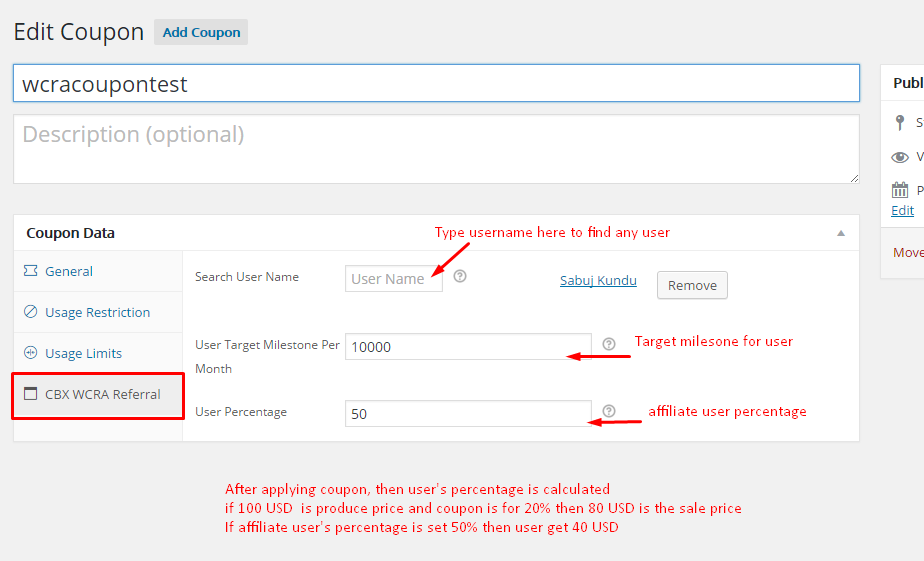 Edit Coupon Add Coupon
wcracoupontest
Description (optional)
Publ
S
V
P
Edit
Move
Coupon Data
Type username here to find any user
General
Usage Restriction
Usage Limits
CBX WCRA Referral
Search User Name User Name Sabuj Kundu Remove
User Target Milestone Per Month 10000 Target milesone for user
User Percentage 50 affiliate user percentage
After applying coupon, then user's percentage is calculated
if 100 USD is produce price and coupon is for 20% then 80 USD is the sale price
If affiliate user's percentage is set 50% then user get 40 USD